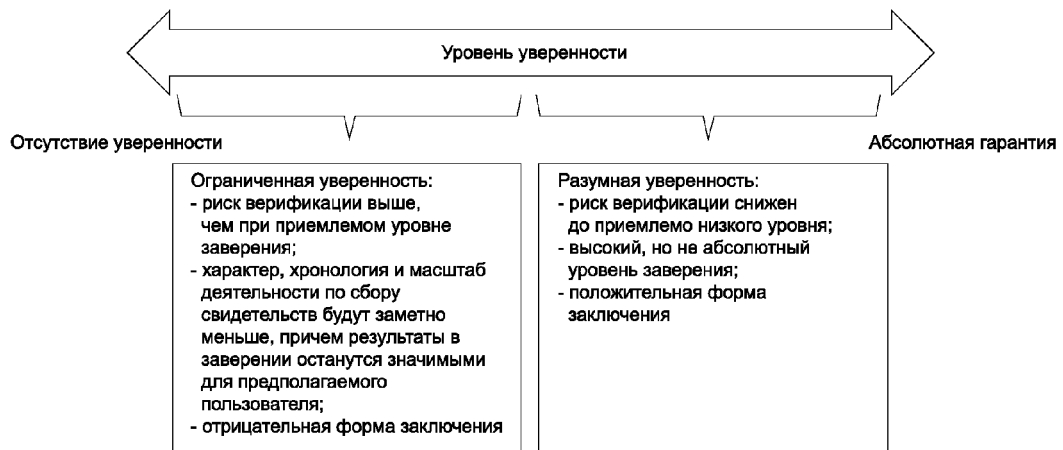 Уровень уверенности
Отсутствие уверенности
Абсолютная гарантия
Ограниченная уверенность:
- риск верификации выше,
чем при приемлемом уровне
заверения;
- характер, хронология и масштаб
деятельности по сбору
свидетельств будут заметно
меньше, причем результаты в
заверении останутся значимыми
для предполагаемого
пользователя;
- отрицательная форма заключения
Разумная уверенность:
- риск верификации снижен
до приемлемо низкого уровня;
- высокий, но не абсолютный
уровень заверения;
- положительная форма
заключения